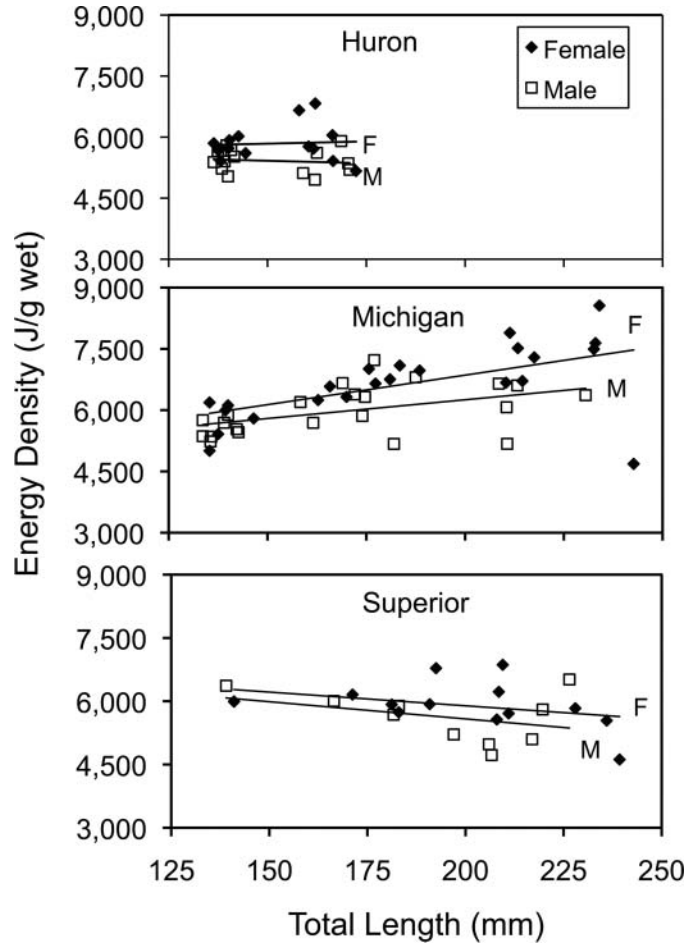 9,000
Huron
Female
Male
7,500
6,000
F
M
4,500
3,000
9,000
Michigan
F
7,500
M
6,000
4,500
3,000
9,000
Superior
7,500
6,000
F
M
4,500
3,000
125 150 175 200 225 250
Energy Density (J/g wet)
Total Length (mm)